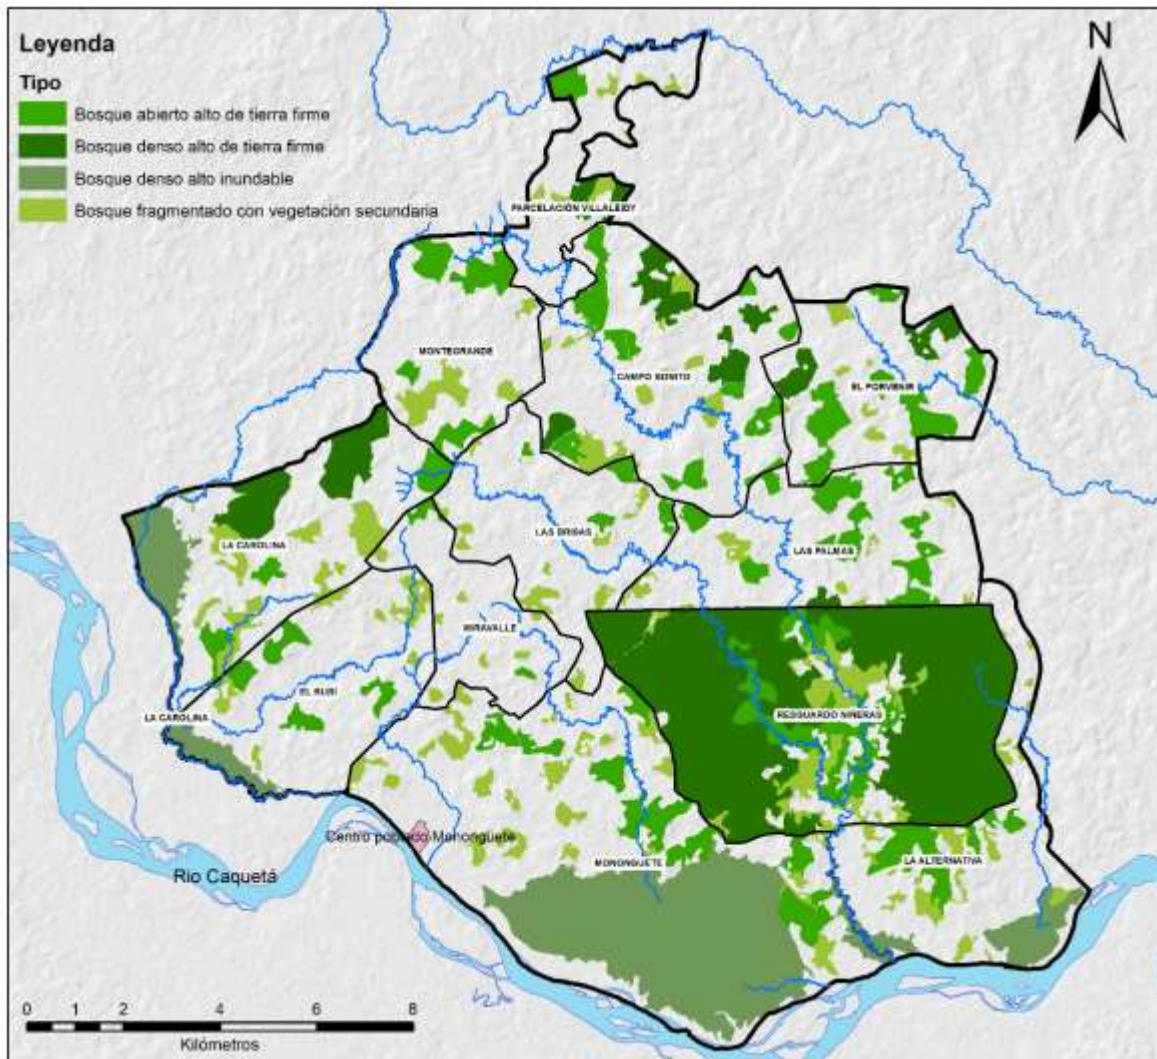 Leyenda
Tipo
Bosque abierto alto de tierra firme
Bosque denso alto de tierra firme
Bosque denso alto inundable
Bosque fragmentado con vegetación secundaria
N
PARCELACIÓN VILLALEIDY
MONTEGRANDE
CAMPO BONITO
EL PORVENIR
LAS BRISAS
LA CAROLINA
LAS PALMAS
MIRAVALLE
EL RUBÍ
LA CAROLINA
RESGUARDO NINERAS
Centro poblado Mononguete
MONONGUETE
LA ALTERNATIVA
Rio Caquetá
0 1 2 4 6 8
Kilómetros